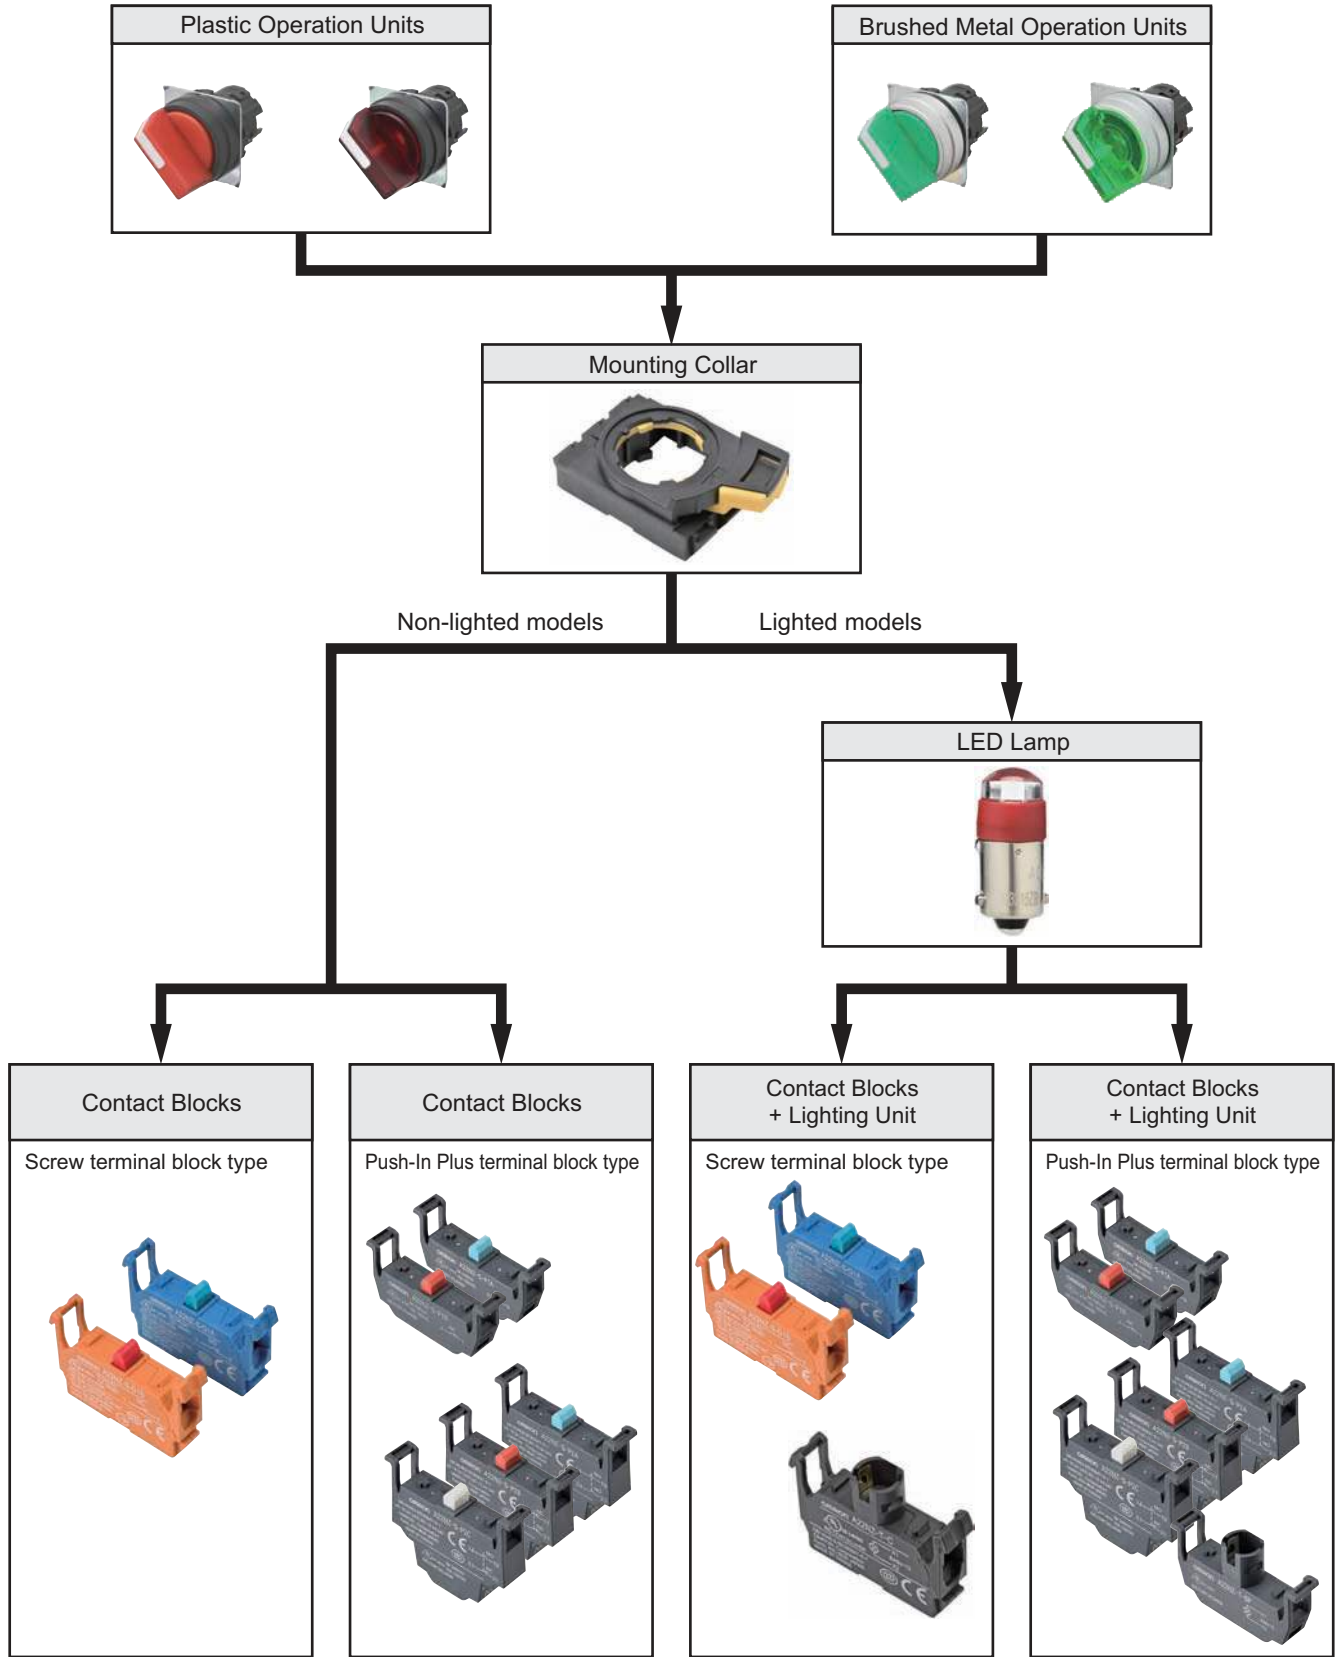 Plastic Operation Units
Brushed Metal Operation Units
Mounting Collar
Non-lighted models
Lighted models
LED Lamp
Contact Blocks
Screw terminal block type
Contact Blocks
Push-In Plus terminal block type
Contact Blocks
+ Lighting Unit
Screw terminal block type
Contact Blocks
+ Lighting Unit
Push-In Plus terminal block type